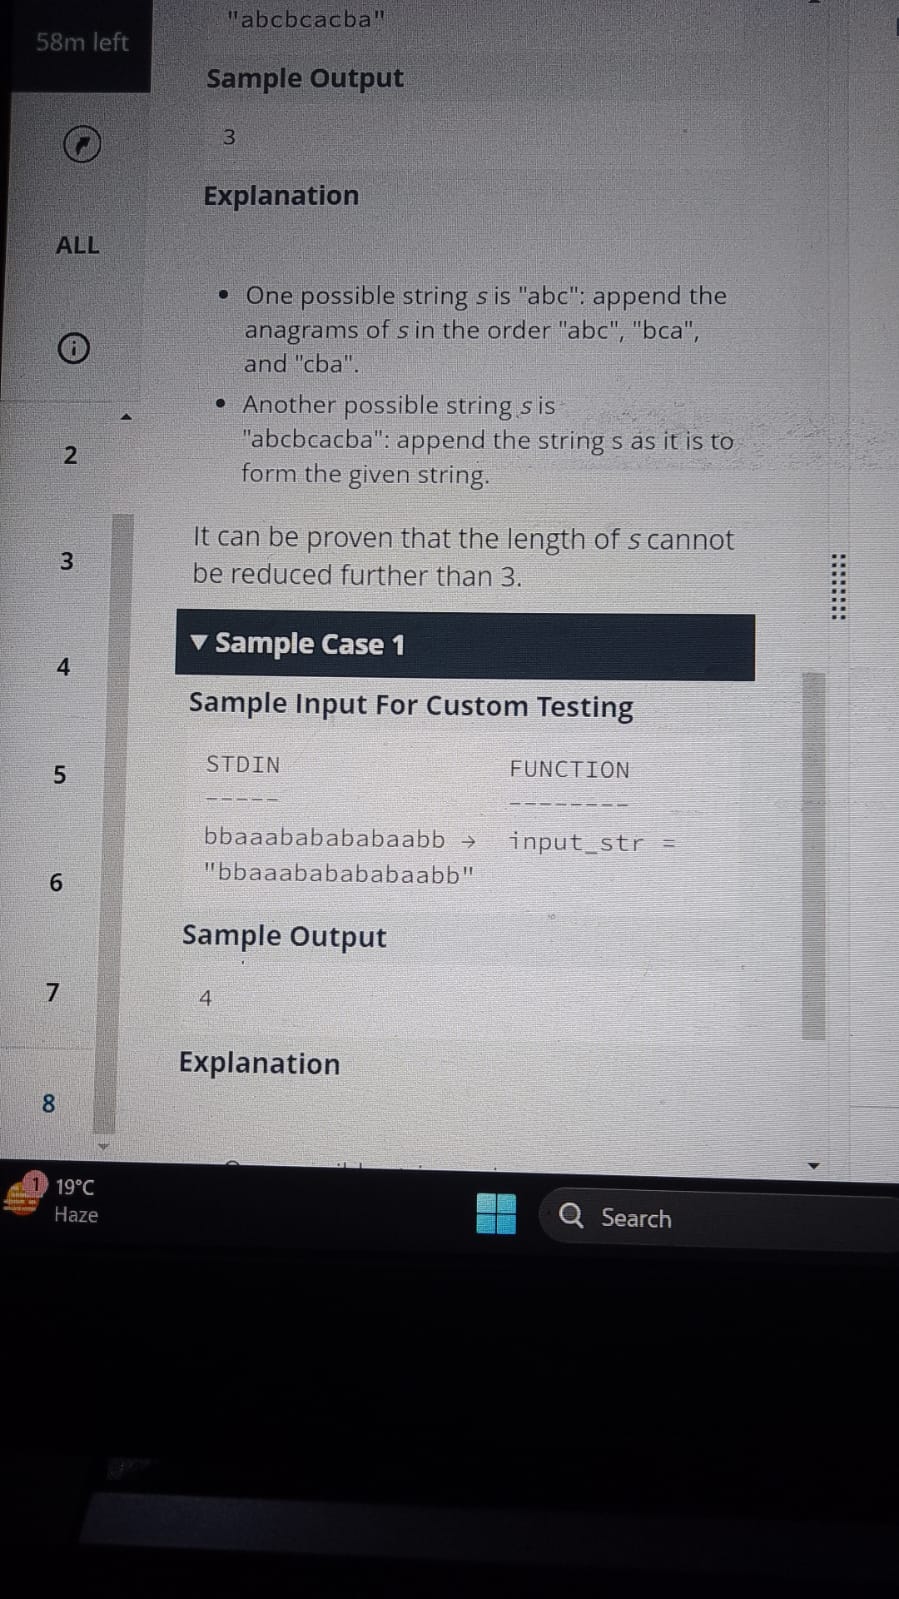 "abcbcacba"
58m left
Sample Output
3
Explanation
ALL
• One possible string s is "abc": append the
anagrams of s in the order "abc", "bca",
and "cba".
• Another possible string s is
"abcbcacba": append the string s as it is to
form the given string.
2
It can be proven that the length of s cannot
be reduced further than 3.
3
▼ Sample Case 1
4
Sample Input For Custom Testing
STDIN FUNCTION
----- --------
5
bbaaababababaabb → input_str =
"bbaaababababaabb"
6
Sample Output
4
7
Explanation
8
1
19°C
Haze
Search